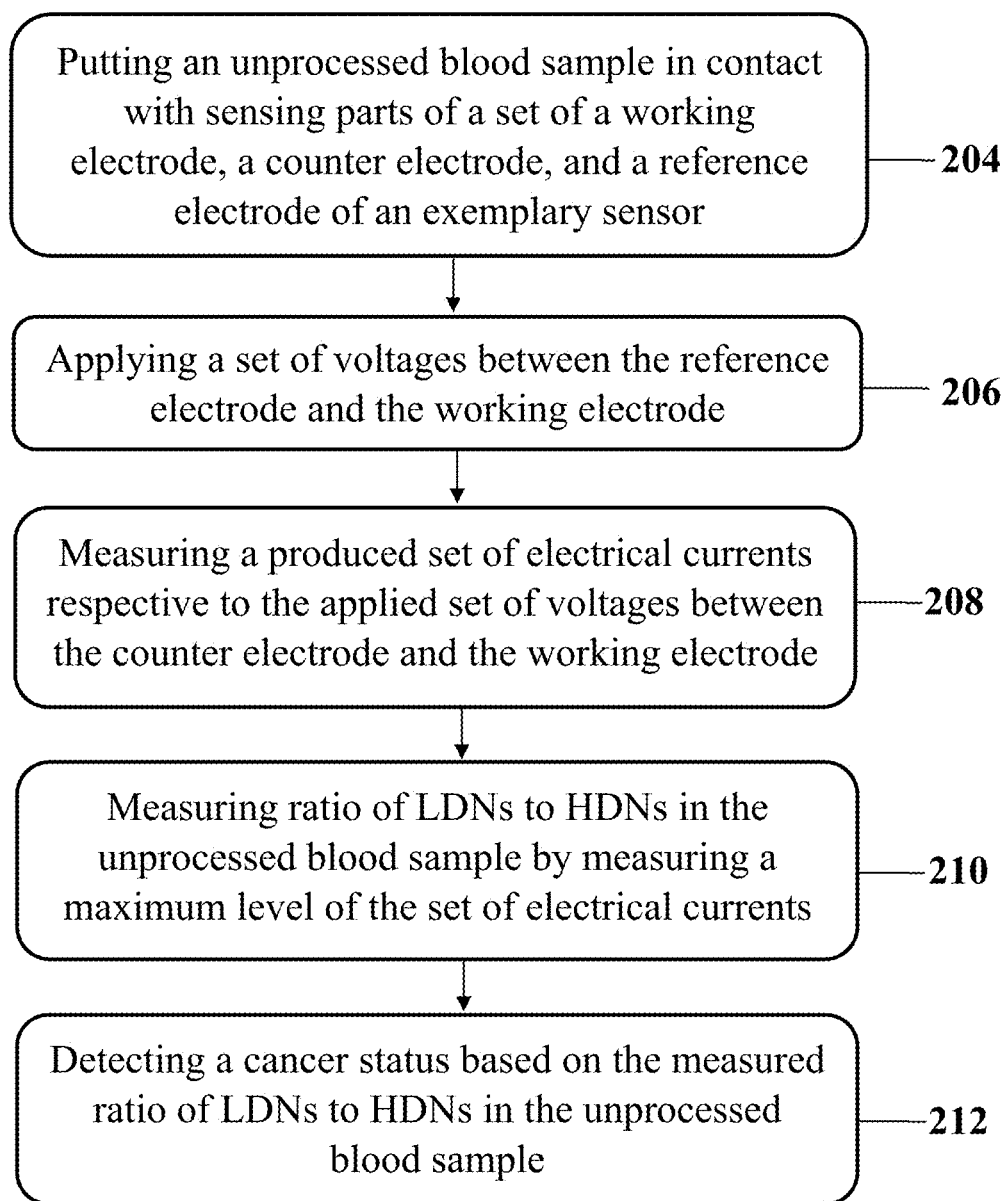 Putting an unprocessed blood sample in contact
with sensing parts of a set of a working
electrode, a counter electrode, and a reference
electrode of an exemplary sensor
204
Applying a set of voltages between the reference
electrode and the working electrode
206
Measuring a produced set of electrical currents
respective to the applied set of voltages between
the counter electrode and the working electrode
208
Measuring ratio of LDNs to HDNs in the
unprocessed blood sample by measuring a
maximum level of the set of electrical currents
210
Detecting a cancer status based on the measured
ratio of LDNs to HDNs in the unprocessed
blood sample
212